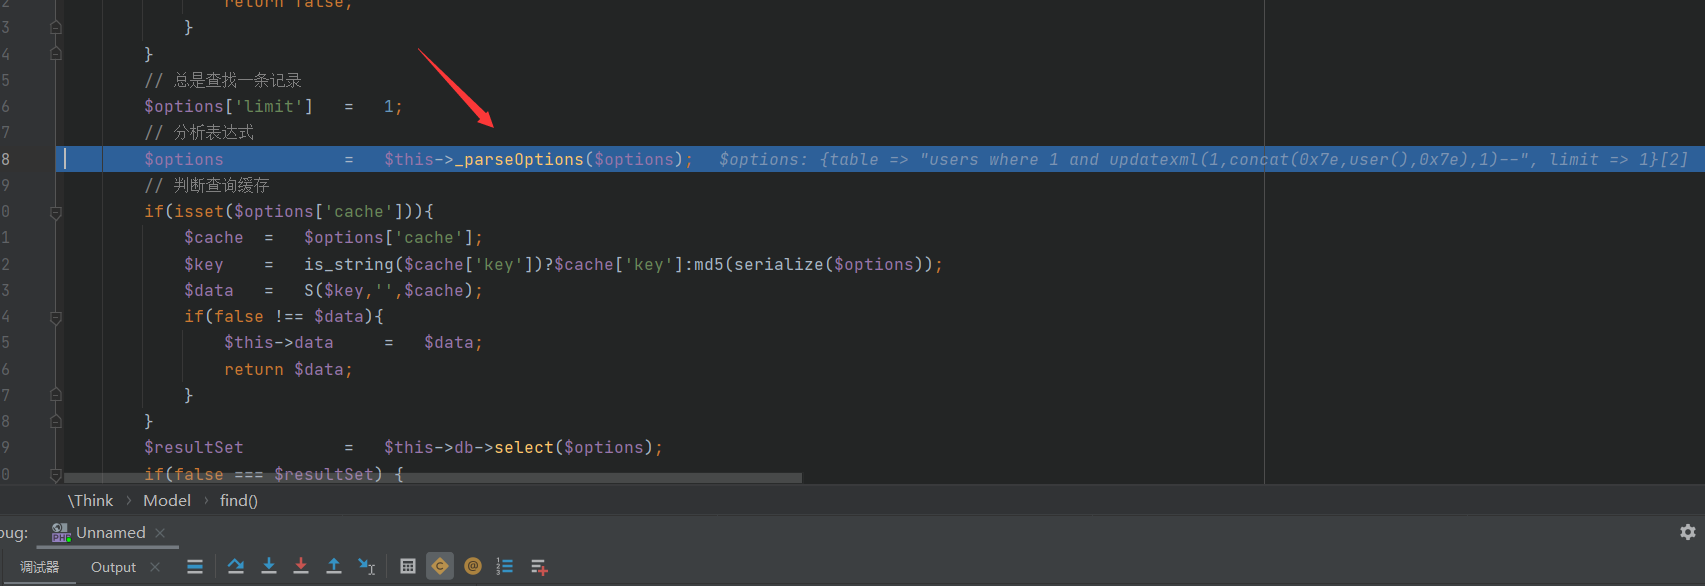 2 return false;
3 }
4 }
5 // 总是查找一条记录
6 $options['limit'] = 1;
7 // 分析表达式
8 $options = $this->_parseOptions($options); $options: {table => "users where 1 and updatexml(1,concat(0x7e,user(),0x7e),1)--", limit => 1}[2]
9 // 判断查询缓存
0 if(isset($options['cache'])){
1 $cache = $options['cache'];
2 $key = is_string($cache['key'])?$cache['key']:md5(serialize($options));
3 $data = S($key,'',$cache);
4 if(false !== $data){
5 $this->data = $data;
6 return $data;
7 }
8 }
9 $resultSet = $this->db->select($options);
0 if(false === $resultSet) {
\Think › Model › find()
oug: Unnamed
调试器 Output